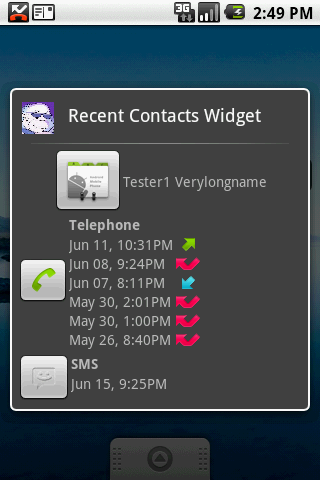 3G
2:49 PM
Recent Contacts Widget
Tester1 Verylongname
Telephone
Jun 11, 10:31PM
Jun 08, 9:24PM
Jun 07, 8:11PM
May 30, 2:01PM
May 30, 1:00PM
May 26, 8:40PM
SMS
Jun 15, 9:25PM